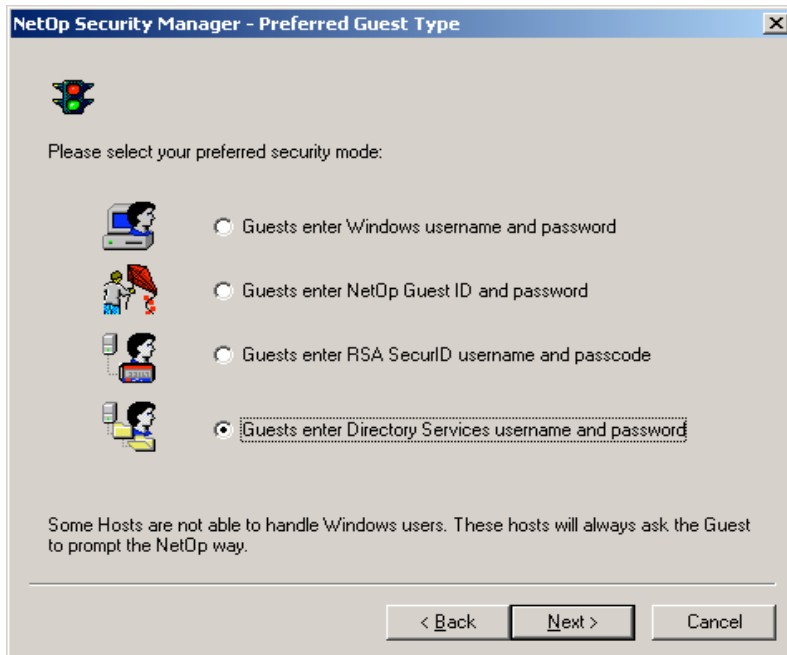 NetOp Security Manager - Preferred Guest Type
Please select your preferred security mode:
Guests enter Windows username and password
Guests enter NetOp Guest ID and password
Guests enter RSA SecurID username and passcode
Guests enter Directory Services username and password
Some Hosts are not able to handle Windows users. These hosts will always ask the Guest
to prompt the NetOp way.
< Back
Next >
Cancel